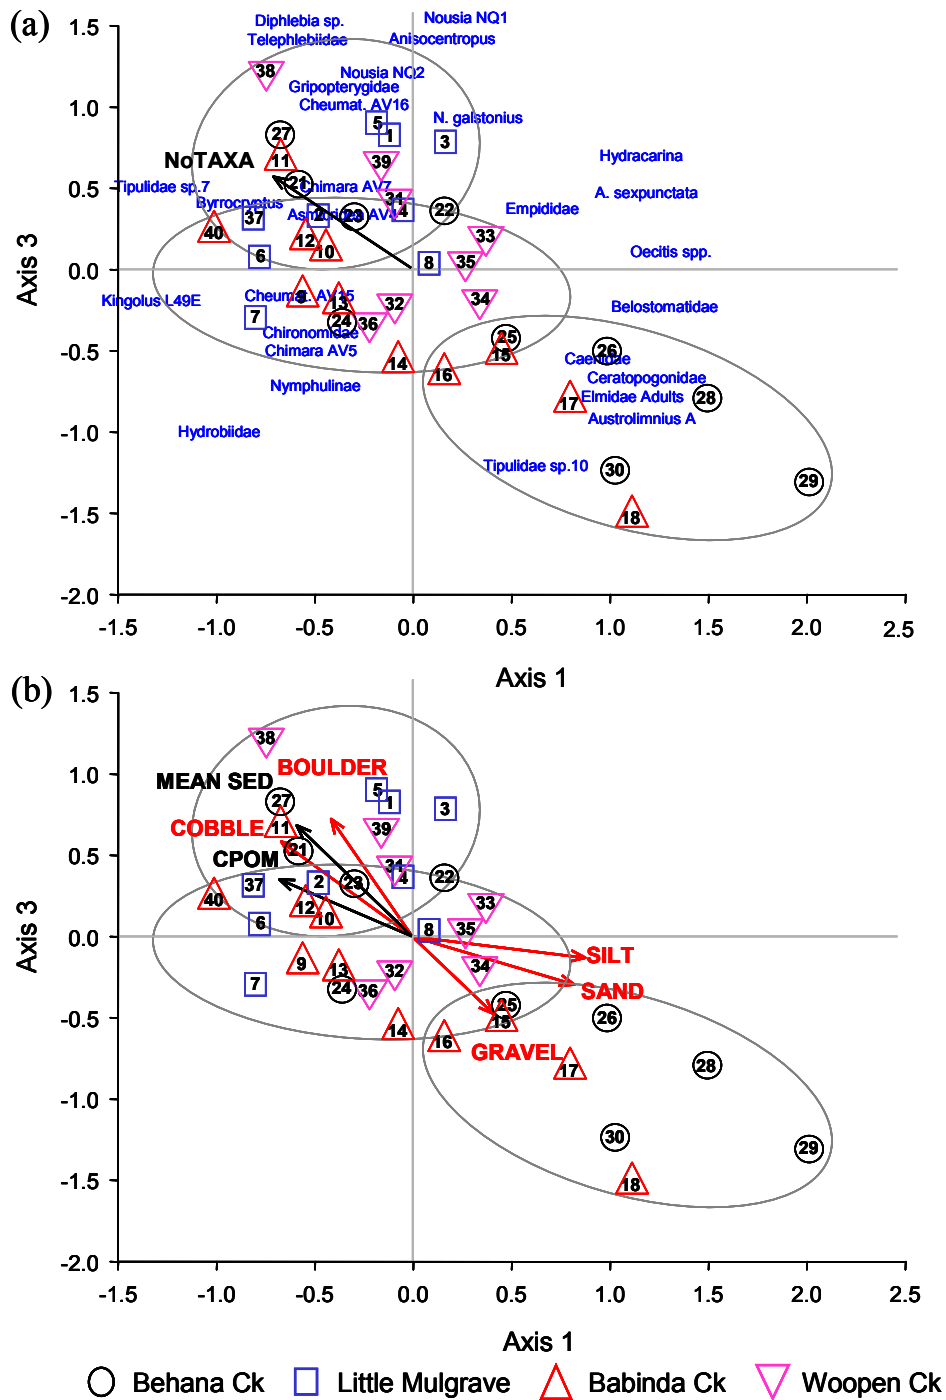 (a)
1.5
1.0
0.5
0.0
-0.5
-1.0
-1.5
-2.0
Axis 3
Diphlebia sp.
Nousia NQ1
Telephlebiidae
Anisocentropus
38
Nousia NQ2
Gripopterygidae
Cheumat. AV16
5
1
3
N. galstonius
27
11
39
NoTAXA
Hydracarina
21
Tipulidae sp.7
Chimara AV7
A. sexpunctata
31
4
Byrrocryptus
37
2
23
22
Empididae
40
12
10
33
6
8
35
Oecitis spp.
Kingolus L49E
Cheumat. AV15
9
13
32
34
Belostomatidae
7
24
36
Chironomidae
25
Chimara AV5
15
26
14
16
Caenidae
Nymphulinae
Ceratopogonidae
17
Elmidae Adults
28
Austrolimnius A
Hydrobiidae
Tipulidae sp.10
30
29
18
-1.5 -1.0 -0.5 0.0 0.5 1.0 1.5 2.0 2.5
Axis 1
(b)
1.5
1.0
0.5
0.0
-0.5
-1.0
-1.5
-2.0
Axis 3
38
BOULDER
MEAN SED
5
1
3
27
COBBLE
11
39
21
CPOM
31
4
37
2
23
22
40
12
10
33
6
8
35
9
13
32
34
SILT
7
24
36
SAND
25
15
26
14
16
GRAVEL
17
28
30
29
18
-1.5 -1.0 -0.5 0.0 0.5 1.0 1.5 2.0 2.5
Axis 1
Behana Ck Little Mulgrave Babinda Ck Woopen Ck